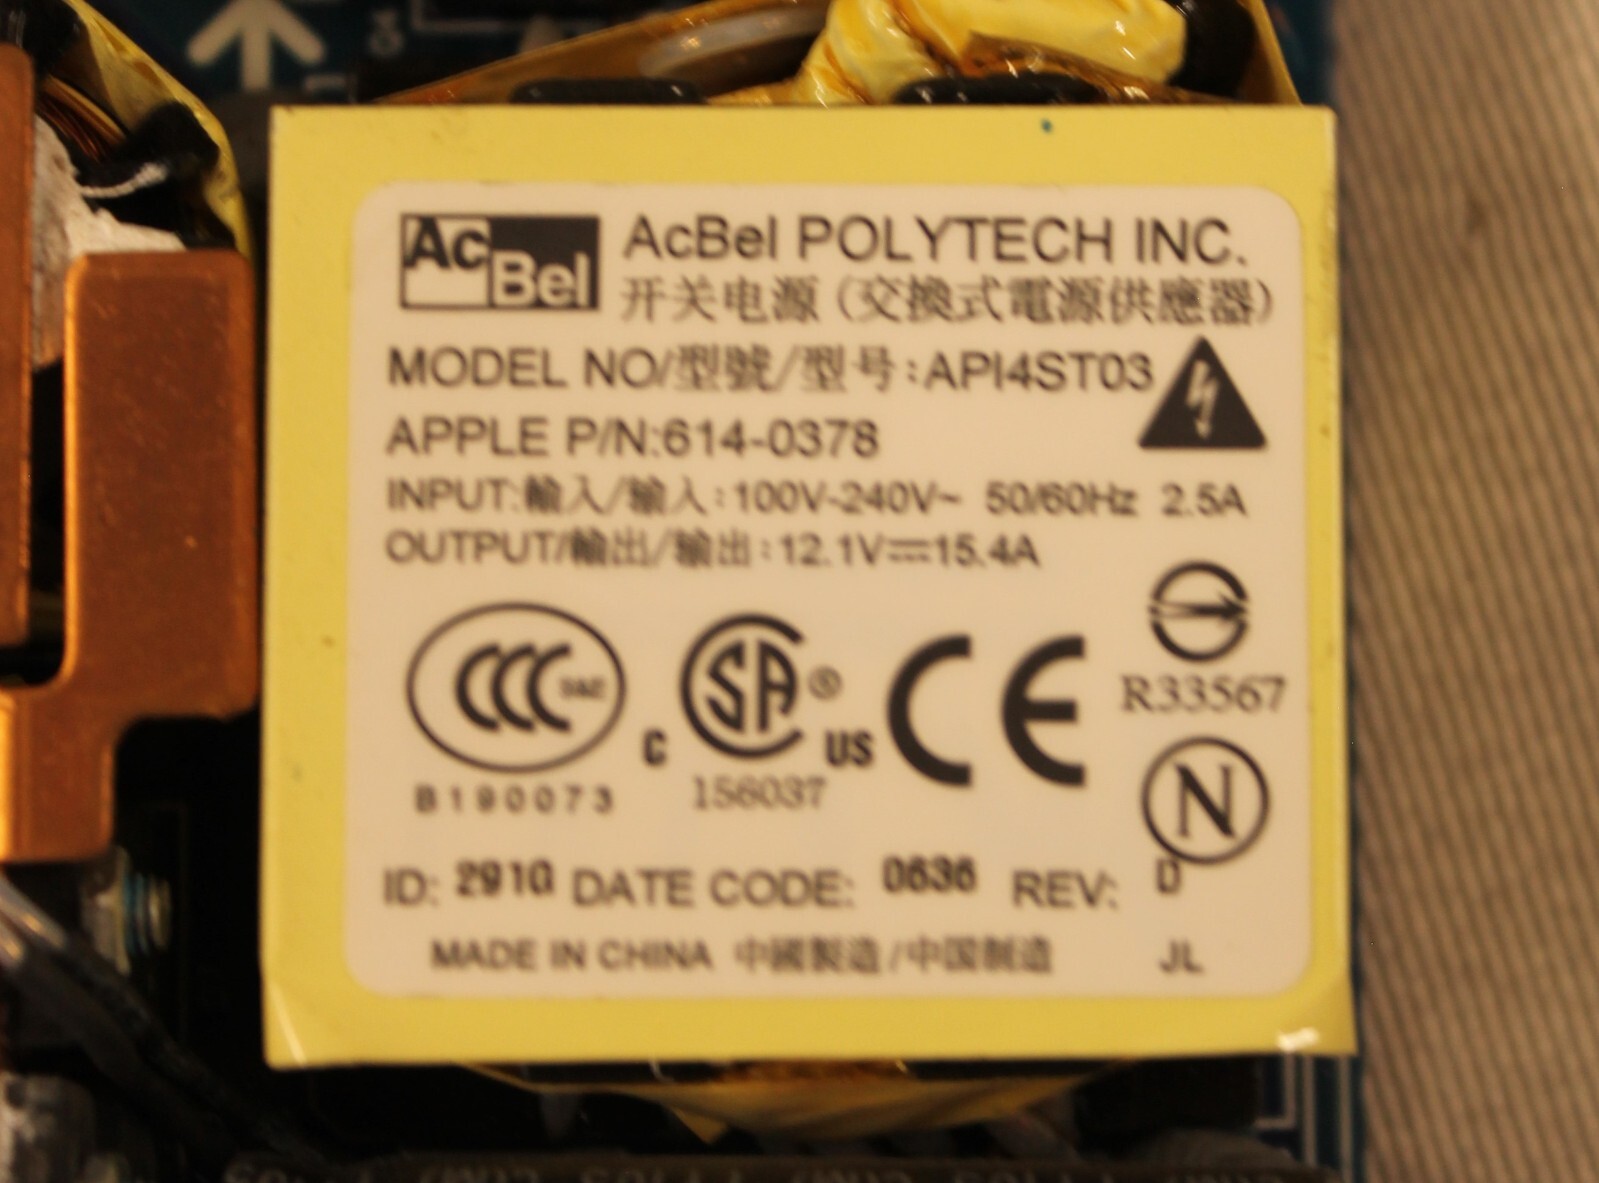 AcBel
AcBel POLYTECH INC.
开关电源 (交換式電源供應器)
MODEL NO/型號/型号:API4ST03
APPLE P/N:614-0378
INPUT:輸入/输入:100V-240V~ 50/60Hz 2.5A
OUTPUT/輸出/输出:12.1V⎓15.4A
CCC S&E
B190073
C SA ® US
156037
CE
R33567
N
ID: 291Q DATE CODE: 0636 REV: D
MADE IN CHINA 中國製造/中国制造 JL